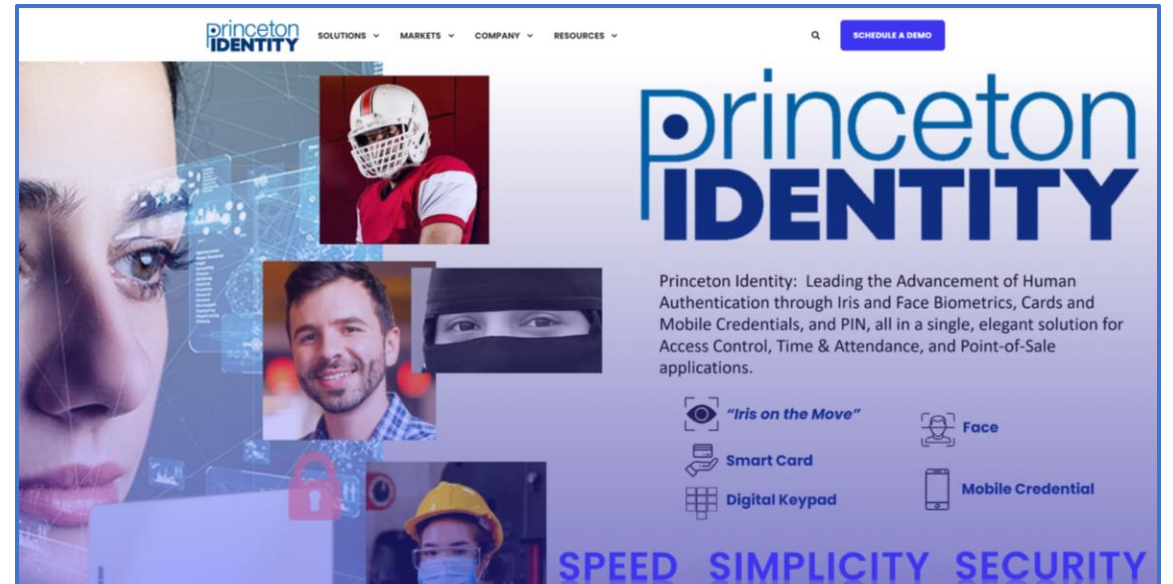 princeton
IDENTITY
SOLUTIONS
MARKETS
COMPANY
RESOURCES
SCHEDULE A DEMO
princeton
IDENTITY
Princeton Identity: Leading the Advancement of Human
Authentication through Iris and Face Biometrics, Cards and
Mobile Credentials, and PIN, all in a single, elegant solution for
Access Control, Time & Attendance, and Point-of-Sale
applications.
"Iris on the Move"
Face
Smart Card
Mobile Credential
Digital Keypad
SPEED SIMPLICITY SECURITY